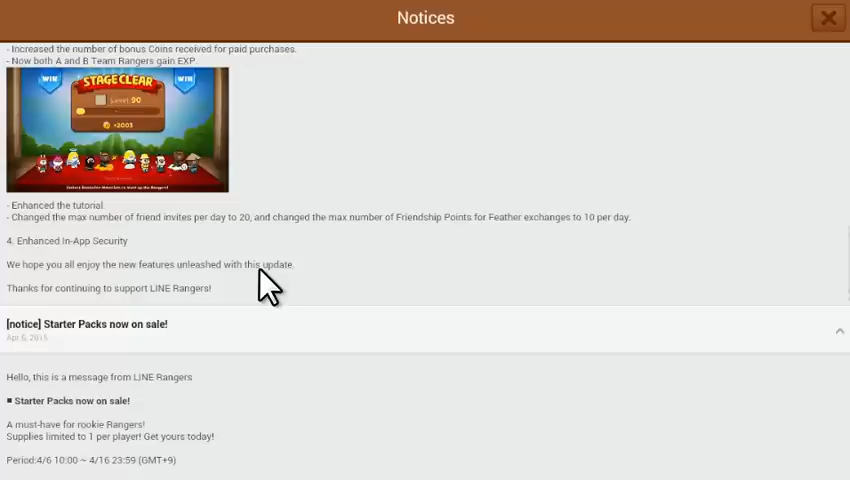 Notices
- Increased the number of bonus Coins received for paid purchases.
- Now both A and B Team Rangers gain EXP.
WIN
STAGE CLEAR
WIN
Level 90
+2003
- Enhanced the tutorial.
- Changed the max number of friend invites per day to 20, and changed the max number of Friendship Points for Feather exchanges to 10 per day.
4. Enhanced In-App Security
We hope you all enjoy the new features unleashed with this update.
Thanks for continuing to support LINE Rangers!
[notice] Starter Packs now on sale!
Apr 6, 2015
Hello, this is a message from LINE Rangers
■ Starter Packs now on sale!
A must-have for rookie Rangers!
Supplies limited to 1 per player! Get yours today!
Period:4/6 10:00 ~ 4/16 23:59 (GMT+9)